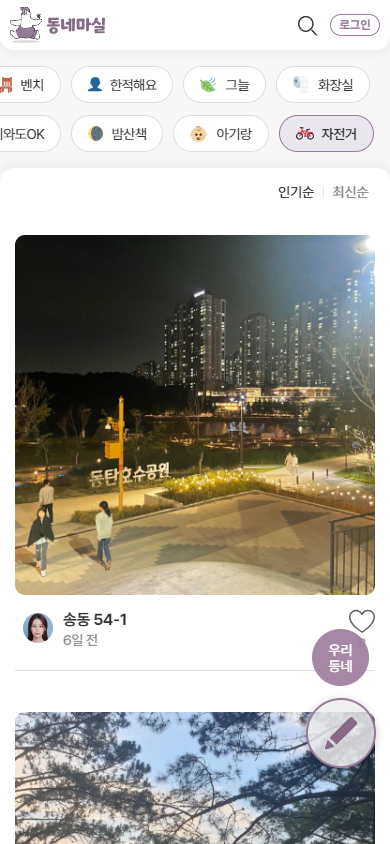 동네마실
로그인
벤치
한적해요
그늘
화장실
와도OK
밤산책
아기랑
자전거
인기순
최신순
동탄호수공원
송동 54-1
6일 전
우리
동네